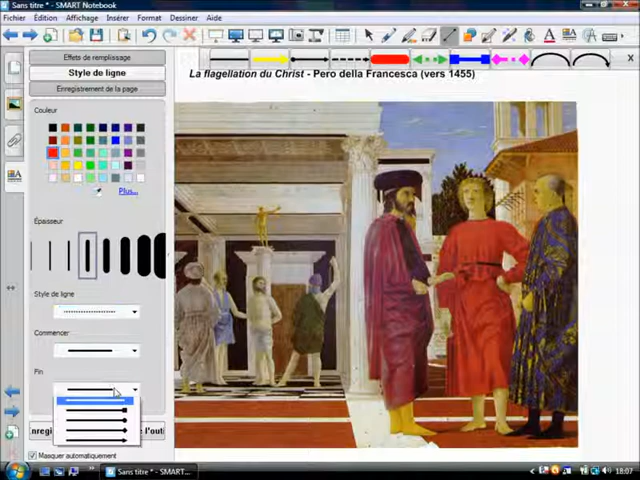 Sans titre * - SMART Notebook
Fichier Édition Affichage Insérer Format Dessiner Aide
La flagellation du Christ - Pero della Francesca (vers 1455)
X
Effets de remplissage
Style de ligne
Enregistrement de la page
Couleur
Plus...
Épaisseur
Style de ligne
Commencer
Fin
nregi
l'outi
Masquer automatiquement
Sans titre * - SMART...
18:07